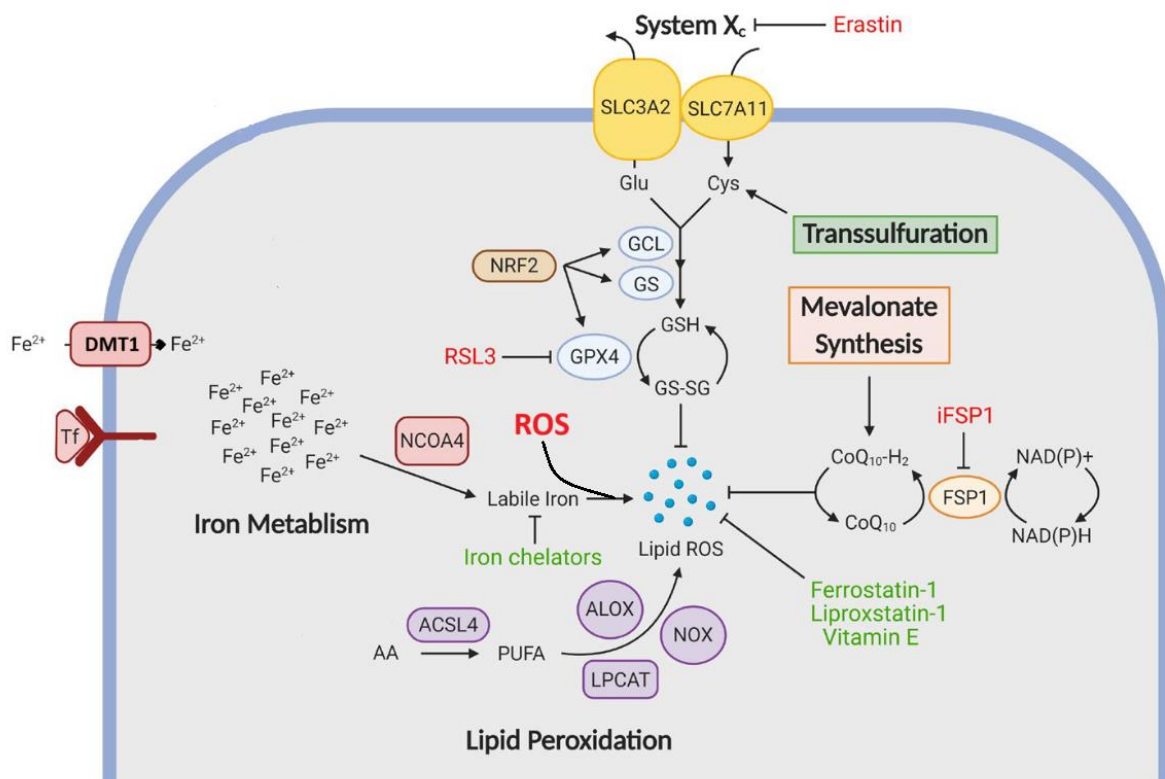 System Xc
Erastin
SLC3A2
SLC7A11
Glu
Cys
Transsulfuration
NRF2
GCL
GS
Mevalonate
Synthesis
GSH
RSL3
GPX4
GS-SG
Fe²⁺
DMT1
Fe²⁺
Tf
Fe²⁺
Fe²⁺
Fe²⁺
Fe²⁺
Fe²⁺
Fe²⁺
Fe²⁺
Fe²⁺
Fe²⁺
Fe²⁺
Fe²⁺
NCOA4
ROS
iFSP1
CoQ₁₀-H₂
NAD(P)+
FSP1
CoQ₁₀
NAD(P)H
Labile Iron
Iron Metablism
Iron chelators
Lipid ROS
Ferrostatin-1
Liproxstatin-1
Vitamin E
ACSL4
ALOX
NOX
AA
PUFA
LPCAT
Lipid Peroxidation